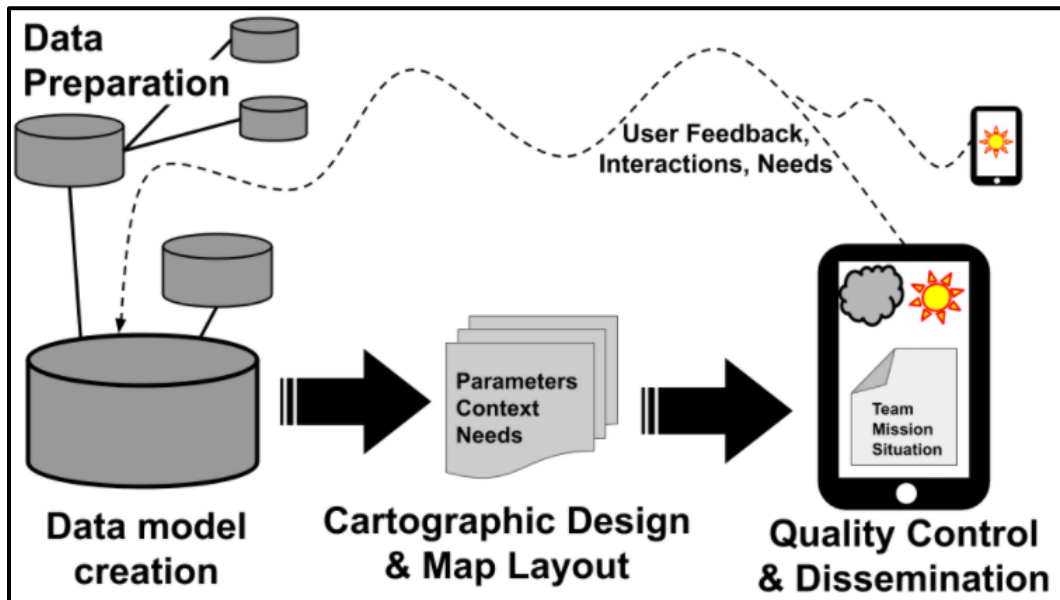 Data
Preparation
User Feedback,
Interactions, Needs
Parameters
Context
Needs
Team
Mission
Situation
Data model
creation
Cartographic Design
& Map Layout
Quality Control
& Dissemination